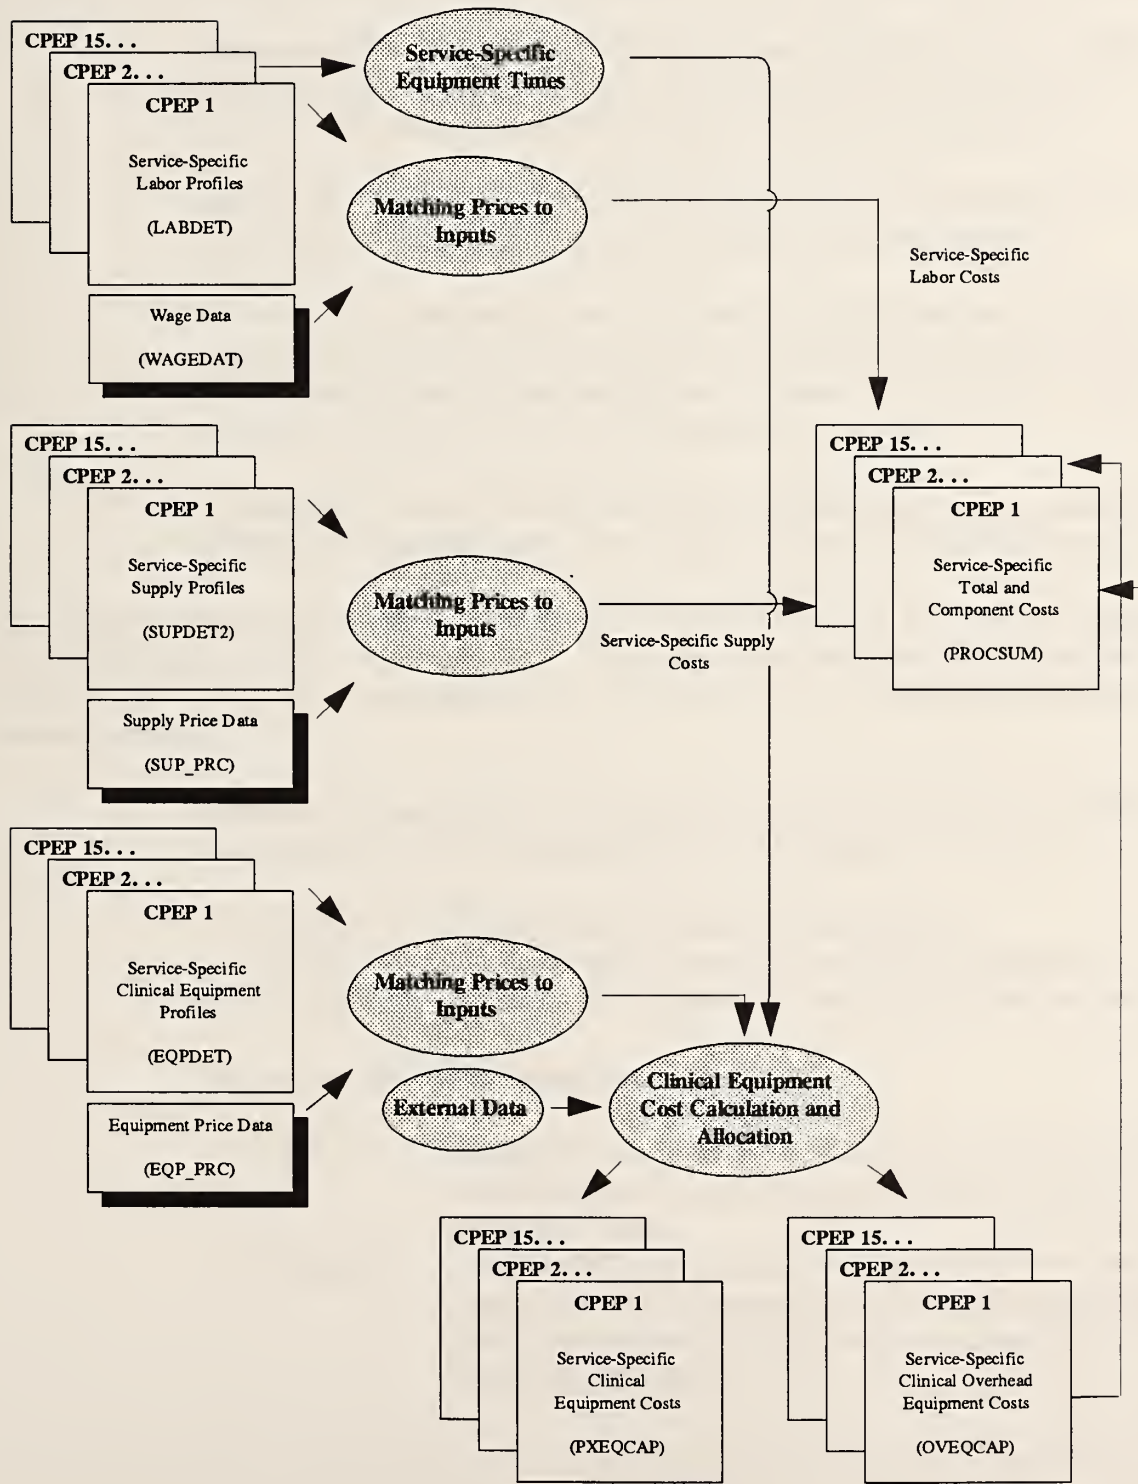 CPEP 15. . .
CPEP 2. . .
CPEP 1
Service-Specific
Labor Profiles
(LABDET)
Wage Data
(WAGEDAT)
Service-Specific
Equipment Times
Matching Prices to
Inputs
Service-Specific
Labor Costs
CPEP 15. . .
CPEP 2. . .
CPEP 1
Service-Specific
Supply Profiles
(SUPDET2)
Supply Price Data
(SUP_PRC)
Matching Prices to
Inputs
Service-Specific Supply
Costs
CPEP 15. . .
CPEP 2. . .
CPEP 1
Service-Specific
Total and
Component Costs
(PROCSUM)
CPEP 15. . .
CPEP 2. . .
CPEP 1
Service-Specific
Clinical Equipment
Profiles
(EQPDET)
Equipment Price Data
(EQP_PRC)
Matching Prices to
Inputs
External Data
Clinical Equipment
Cost Calculation and
Allocation
CPEP 15. . .
CPEP 2. . .
CPEP 1
Service-Specific
Clinical
Equipment Costs
(PXEQCAP)
CPEP 15. . .
CPEP 2. . .
CPEP 1
Service-Specific
Clinical Overhead
Equipment Costs
(OVEQCAP)